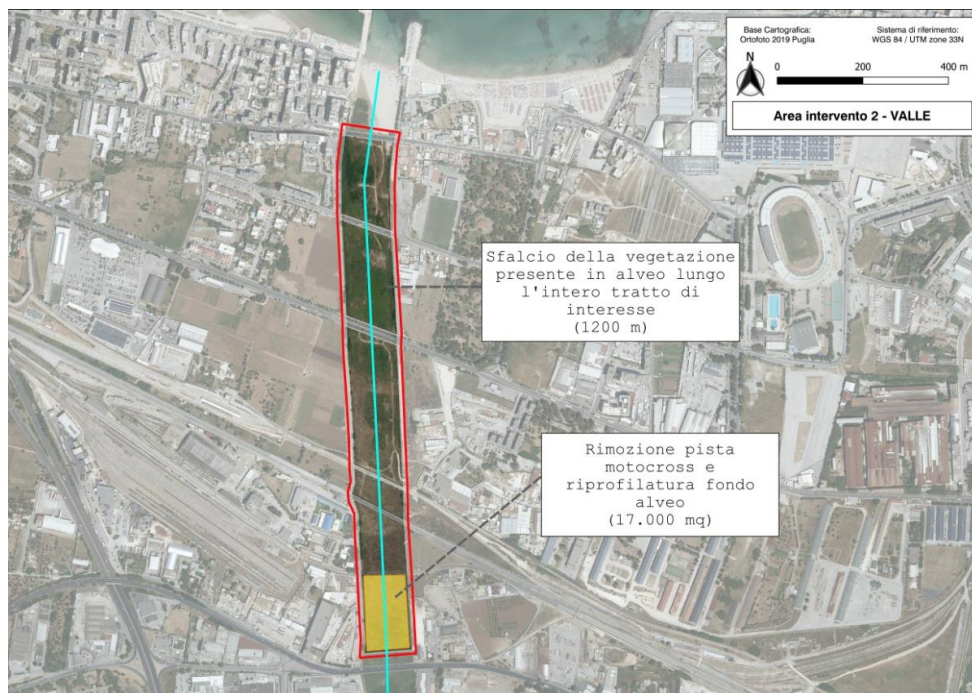 Base Cartografica:
Ortofoto 2019 Puglia
Sistema di riferimento:
WGS 84 / UTM zone 33N
N
0 200 400 m
Area intervento 2 - VALLE
Sfalcio della vegetazione
presente in alveo lungo
l'intero tratto di
interesse
(1200 m)
Rimozione pista
motocross e
riprofilatura fondo
alveo
(17.000 mq)